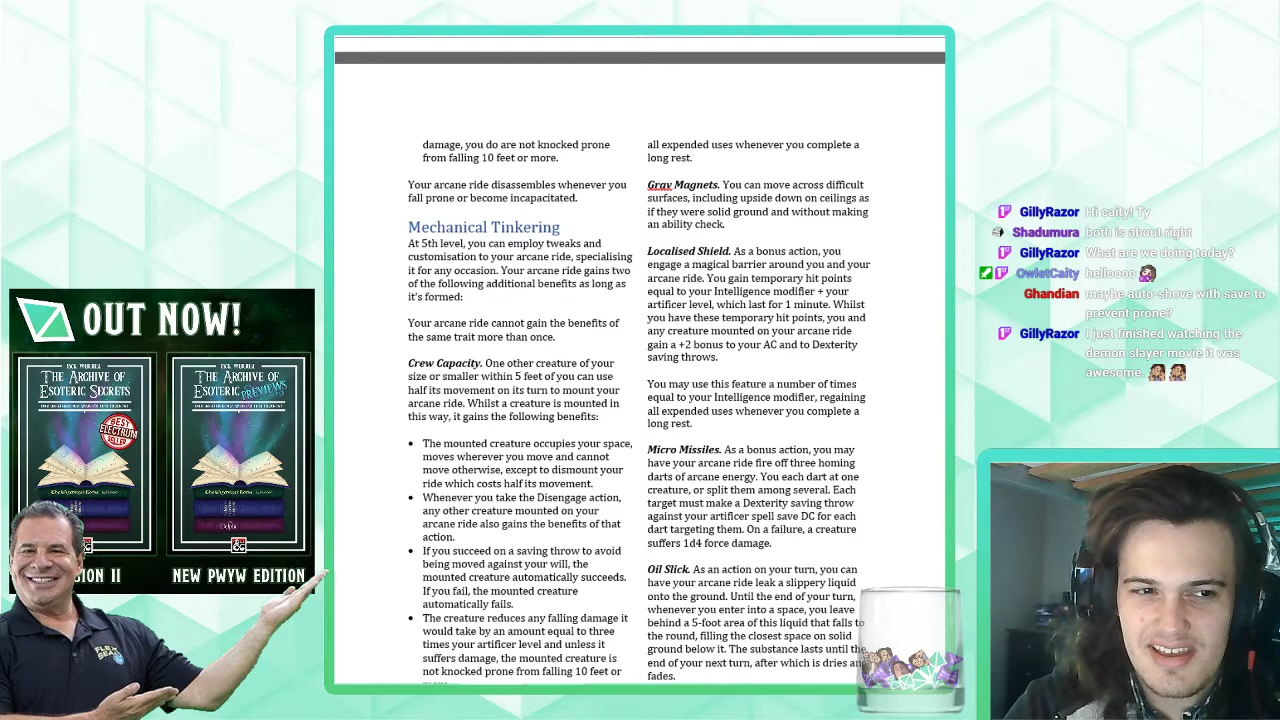 OUT NOW!
THE ARCHIVE OF
ESOTERIC SECRETS
BEST
ELECTRUM
SELLER
THE ARCHIVE OF
ESOTERIC PREVIEWS
FLEX
SEAL
ION II
NEW PWYW EDITION
damage, you do are not knocked prone
from falling 10 feet or more.
Your arcane ride disassembles whenever you
fall prone or become incapacitated.
Mechanical Tinkering
At 5th level, you can employ tweaks and
customisation to your arcane ride, specialising
it for any occasion. Your arcane ride gains two
of the following additional benefits as long as
it's formed:
Your arcane ride cannot gain the benefits of
the same trait more than once.
Crew Capacity. One other creature of your
size or smaller within 5 feet of you can use
half its movement on its turn to mount your
arcane ride. Whilst a creature is mounted in
this way, it gains the following benefits:
• The mounted creature occupies your space,
moves wherever you move and cannot
move otherwise, except to dismount your
ride which costs half its movement.
• Whenever you take the Disengage action,
any other creature mounted on your
arcane ride also gains the benefits of that
action.
• If you succeed on a saving throw to avoid
being moved against your will, the
mounted creature automatically succeeds.
If you fail, the mounted creature
automatically fails.
• The creature reduces any falling damage it
would take by an amount equal to three
times your artificer level and unless it
suffers damage, the mounted creature is
not knocked prone from falling 10 feet or
all expended uses whenever you complete a
long rest.
Grav Magnets. You can move across difficult
surfaces, including upside down on ceilings as
if they were solid ground and without making
an ability check.
Localised Shield. As a bonus action, you
engage a magical barrier around you and your
arcane ride. You gain temporary hit points
equal to your Intelligence modifier + your
artificer level, which last for 1 minute. Whilst
you have these temporary hit points, you and
any creature mounted on your arcane ride
gain a +2 bonus to your AC and to Dexterity
saving throws.
You may use this feature a number of times
equal to your Intelligence modifier, regaining
all expended uses whenever you complete a
long rest.
Micro Missiles. As a bonus action, you may
have your arcane ride fire off three homing
darts of arcane energy. You each dart at one
creature, or split them among several. Each
target must make a Dexterity saving throw
against your artificer spell save DC for each
dart targeting them. On a failure, a creature
suffers 1d4 force damage.
Oil Slick. As an action on your turn, you can
have your arcane ride leak a slippery liquid
onto the ground. Until the end of your turn,
whenever you enter into a space, you leave
behind a 5-foot area of this liquid that falls to
the round, filling the closest space on solid
ground below it. The substance lasts until the
end of your next turn, after which is dries and
fades.
GillyRazor Hi caity! Ty
Shadumura both is about right
GillyRazor What are we doing today?
OwletCaity helloooo
Ghandian maybe auto-shove with save to
prevent prone?
GillyRazor I just finished watching the
demon slayer movie it was
awesome.